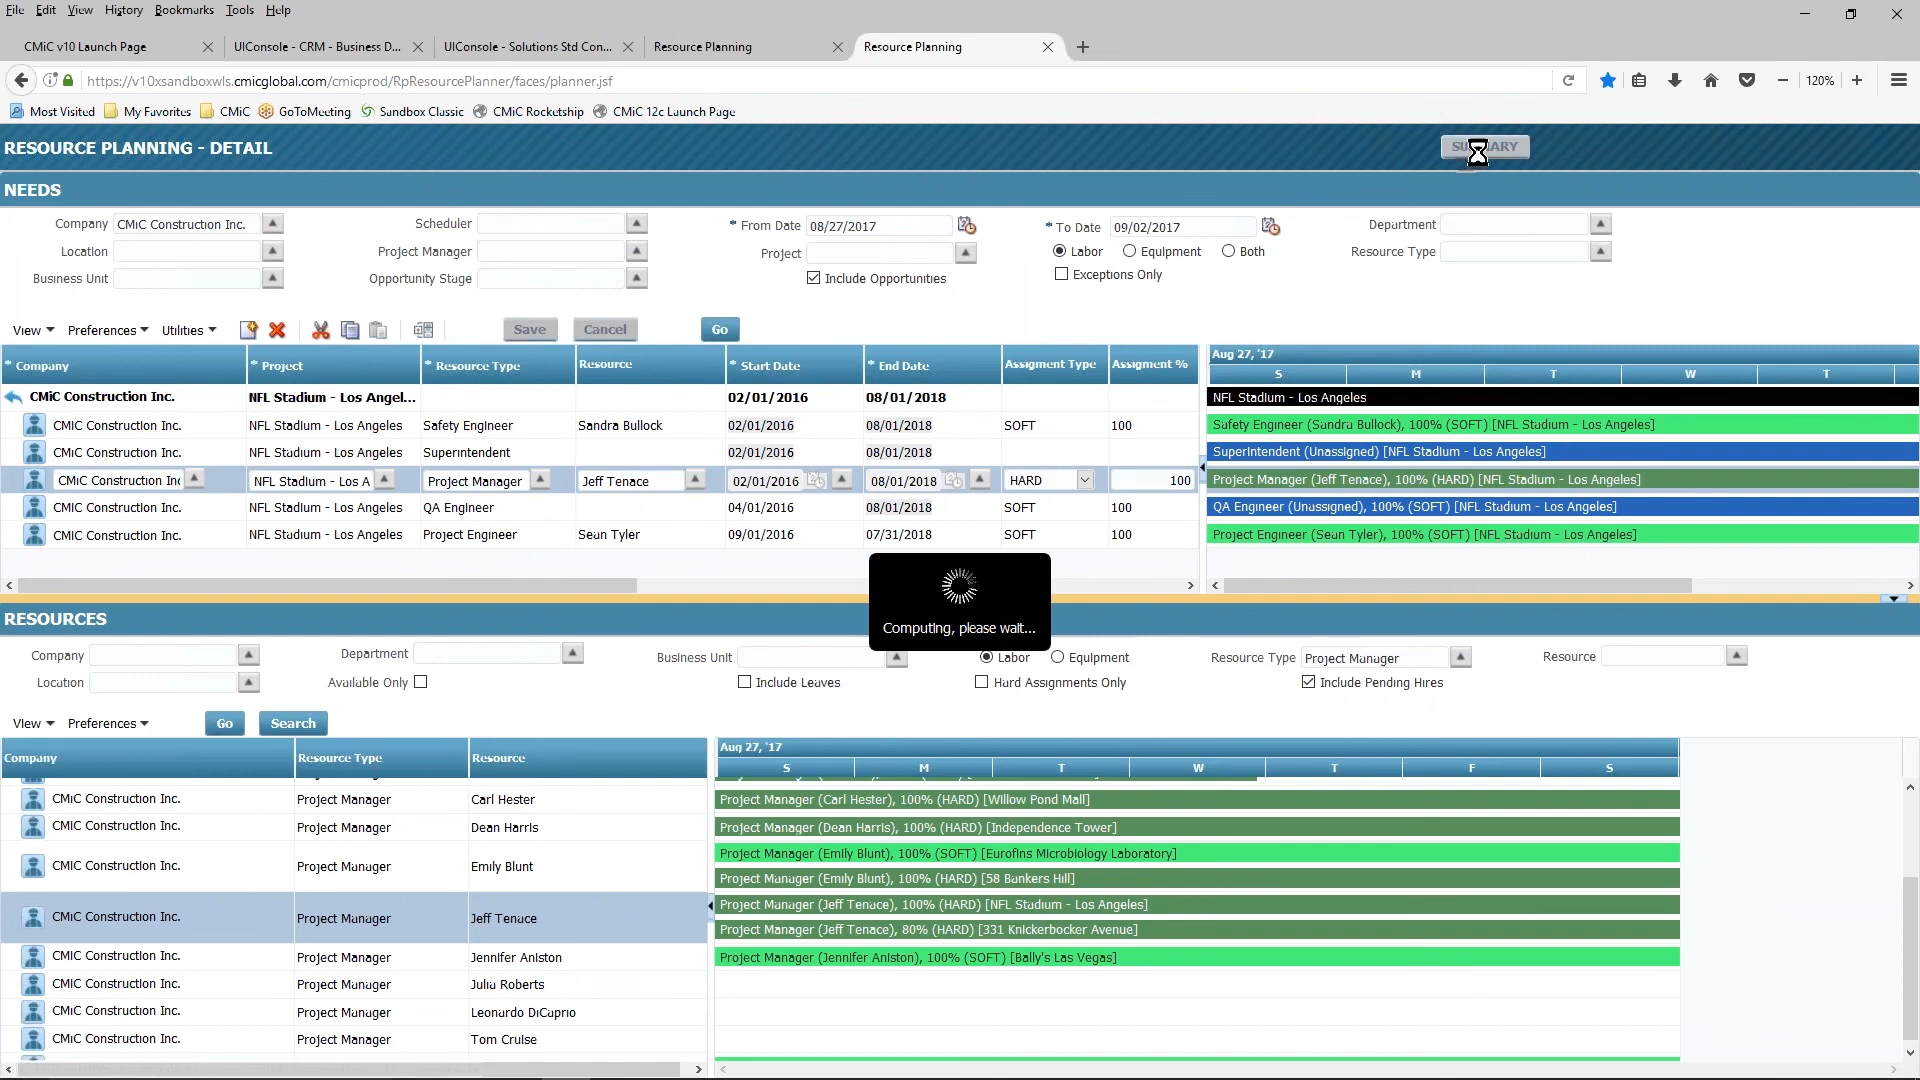 File Edit View History Bookmarks Tools Help
CMiC v10 Launch Page
UIConsole - CRM - Business D...
UIConsole - Solutions Std Con...
Resource Planning
Resource Planning
https://v10xsandboxwls.cmicglobal.com/cmicprod/RpResourcePlanner/faces/planner.jsf
120%
Most Visited My Favorites CMiC GoToMeeting Sandbox Classic CMiC Rocketship CMiC 12c Launch Page
RESOURCE PLANNING - DETAIL
NEEDS
Company CMiC Construction Inc. Scheduler * From Date 08/27/2017 * To Date 09/02/2017 Department
Location Project Manager Project Labor Equipment Both Resource Type
Business Unit Opportunity Stage Include Opportunities Exceptions Only
View Preferences Utilities Save Cancel Go
* Company * Project * Resource Type Resource * Start Date * End Date Assigment Type Assigment % Aug 27, '17
S M T W T
CMiC Construction Inc. NFL Stadium - Los Angel... 02/01/2016 08/01/2018 NFL Stadium - Los Angeles
CMiC Construction Inc. NFL Stadium - Los Angeles Safety Engineer Sandra Bullock 02/01/2016 08/01/2018 SOFT 100 Safety Engineer (Sandra Bullock), 100% (SOFT) [NFL Stadium - Los Angeles]
CMiC Construction Inc. NFL Stadium - Los Angeles Superintendent 02/01/2016 08/01/2018 Superintendent (Unassigned) [NFL Stadium - Los Angeles]
CMiC Construction Inc NFL Stadium - Los A Project Manager Jeff Tenace 02/01/2016 08/01/2018 HARD 100 Project Manager (Jeff Tenace), 100% (HARD) [NFL Stadium - Los Angeles]
CMiC Construction Inc. NFL Stadium - Los Angeles QA Engineer 04/01/2016 08/01/2018 SOFT 100 QA Engineer (Unassigned), 100% (SOFT) [NFL Stadium - Los Angeles]
CMiC Construction Inc. NFL Stadium - Los Angeles Project Engineer Sean Tyler 09/01/2016 07/31/2018 SOFT 100 Project Engineer (Sean Tyler), 100% (SOFT) [NFL Stadium - Los Angeles]
Computing, please wait...
RESOURCES
Company Department Business Unit Labor Equipment Resource Type Project Manager Resource
Location Available Only Include Leaves Hard Assignments Only Include Pending Hires
View Preferences Go Search
Company Resource Type Resource Aug 27, '17
S M T W T F S
CMiC Construction Inc. Project Manager Carl Hester Project Manager (Carl Hester), 100% (HARD) [Willow Pond Mall]
CMiC Construction Inc. Project Manager Dean Harris Project Manager (Dean Harris), 100% (HARD) [Independence Tower]
CMiC Construction Inc. Project Manager Emily Blunt Project Manager (Emily Blunt), 100% (SOFT) [Eurofins Microbiology Laboratory]
Project Manager (Emily Blunt), 100% (HARD) [58 Bankers Hill]
CMiC Construction Inc. Project Manager Jeff Tenace Project Manager (Jeff Tenace), 100% (HARD) [NFL Stadium - Los Angeles]
Project Manager (Jeff Tenace), 80% (HARD) [331 Knickerbocker Avenue]
CMiC Construction Inc. Project Manager Jennifer Aniston Project Manager (Jennifer Aniston), 100% (SOFT) [Bally's Las Vegas]
CMiC Construction Inc. Project Manager Julia Roberts
CMiC Construction Inc. Project Manager Leonardo DiCaprio
CMiC Construction Inc. Project Manager Tom Cruise